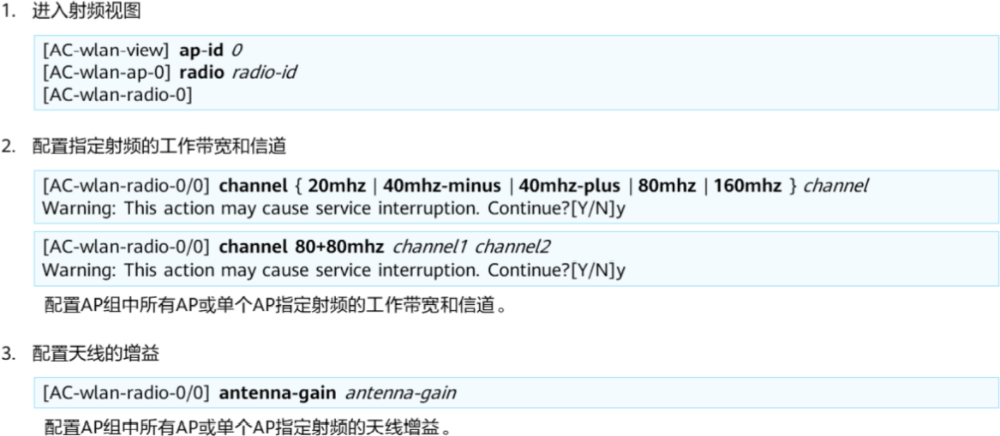 1. 进入射频视图
[AC-wlan-view] ap-id 0
[AC-wlan-ap-0] radio radio-id
[AC-wlan-radio-0]
2. 配置指定射频的工作带宽和信道
[AC-wlan-radio-0/0] channel { 20mhz | 40mhz-minus | 40mhz-plus | 80mhz | 160mhz } channel
Warning: This action may cause service interruption. Continue?[Y/N]y
[AC-wlan-radio-0/0] channel 80+80mhz channel1 channel2
Warning: This action may cause service interruption. Continue?[Y/N]y
配置AP组中所有AP或单个AP指定射频的工作带宽和信道。
3. 配置天线的增益
[AC-wlan-radio-0/0] antenna-gain antenna-gain
配置AP组中所有AP或单个AP指定射频的天线增益。